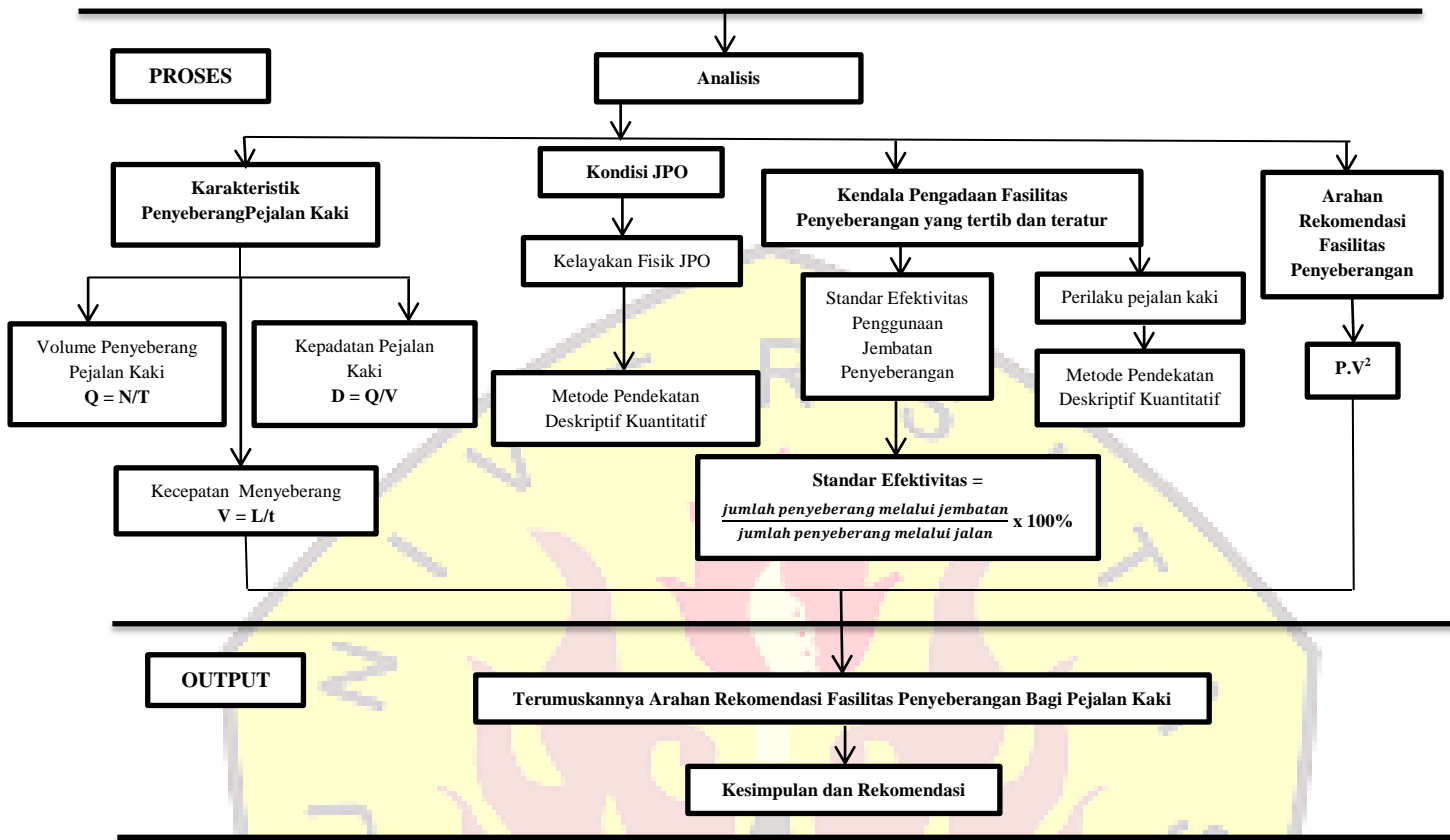 PROSES
Analisis
Karakteristik
PenyeberangPejalan Kaki
Kondisi JPO
Kendala Pengadaan Fasilitas
Penyeberangan yang tertib dan teratur
Arahan
Rekomendasi
Fasilitas
Penyeberangan
Kelayakan Fisik JPO
Standar Efektivitas
Penggunaan
Jembatan
Penyeberangan
Perilaku pejalan kaki
Volume Penyeberang
Pejalan Kaki
Q = N/T
Kepadatan Pejalan
Kaki
D = Q/V
Metode Pendekatan
Deskriptif Kuantitatif
Metode Pendekatan
Deskriptif Kuantitatif
P.V²
Kecepatan Menyeberang
V = L/t
Standar Efektivitas =
jumlah penyeberang melalui jembatan
jumlah penyeberang melalui jalan x 100%
OUTPUT
Terumuskannya Arahan Rekomendasi Fasilitas Penyeberangan Bagi Pejalan Kaki
Kesimpulan dan Rekomendasi